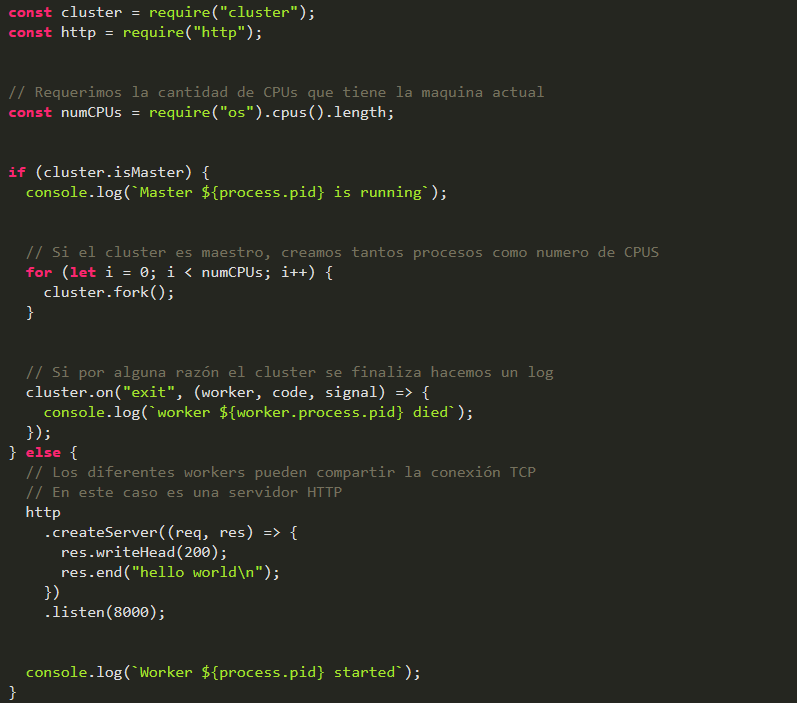 const cluster = require("cluster");
const http = require("http");
// Requerimos la cantidad de CPUs que tiene la maquina actual
const numCPUs = require("os").cpus().length;
if (cluster.isMaster) {
  console.log(`Master ${process.pid} is running`);
  // Si el cluster es maestro, creamos tantos procesos como numero de CPUS
  for (let i = 0; i < numCPUs; i++) {
    cluster.fork();
  }
  // Si por alguna razón el cluster se finaliza hacemos un log
  cluster.on("exit", (worker, code, signal) => {
    console.log(`worker ${worker.process.pid} died`);
  });
} else {
  // Los diferentes workers pueden compartir la conexión TCP
  // En este caso es una servidor HTTP
  http
    .createServer((req, res) => {
      res.writeHead(200);
      res.end("hello world\n");
    })
    .listen(8000);
  console.log(`Worker ${process.pid} started`);
}